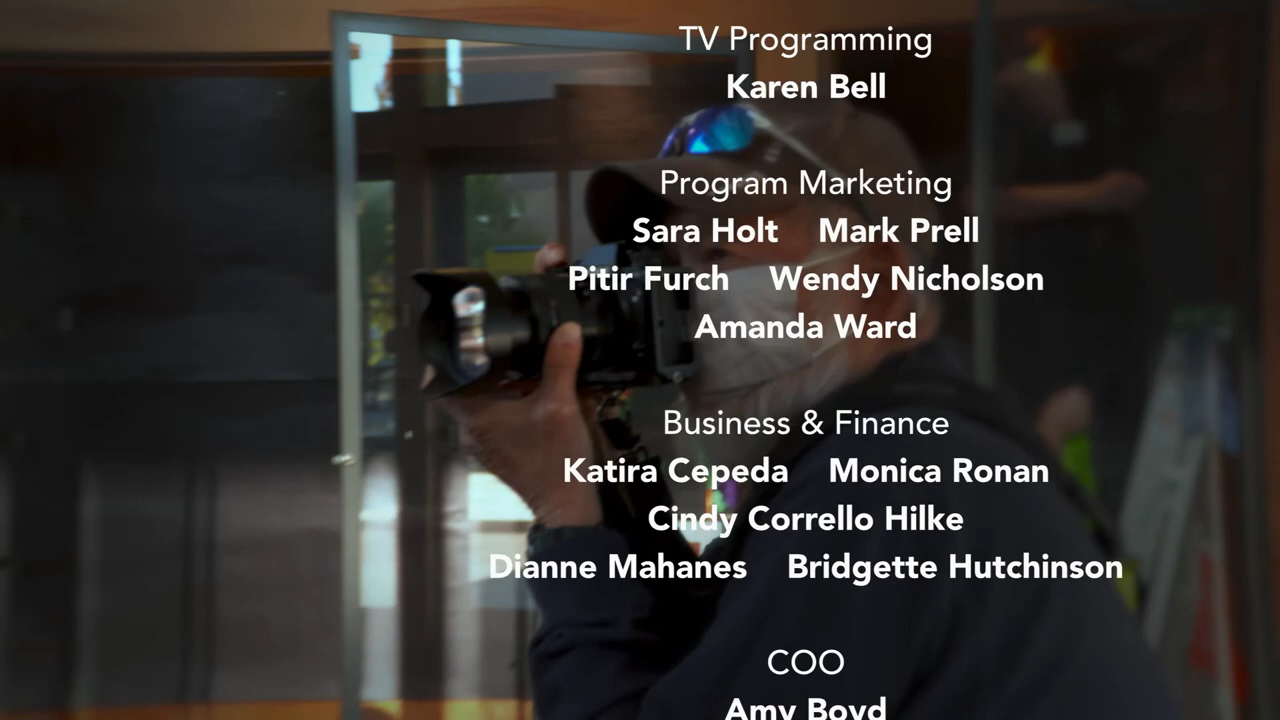 TV Programming
Karen Bell
Program Marketing
Sara Holt Mark Prell
Pitir Furch Wendy Nicholson
Amanda Ward
Business & Finance
Katira Cepeda Monica Ronan
Cindy Corrello Hilke
Dianne Mahanes Bridgette Hutchinson
COO
Amy Boyd